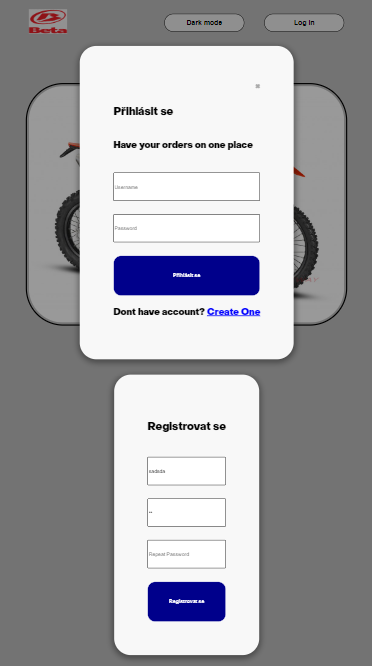 Beta
Dark mode
Log In
Přihlásit se
Have your orders on one place
Username
Password
Přihlásit se
Dont have account? Create One
Registrovat se
sadsda
Repeat Password
Registrovat se